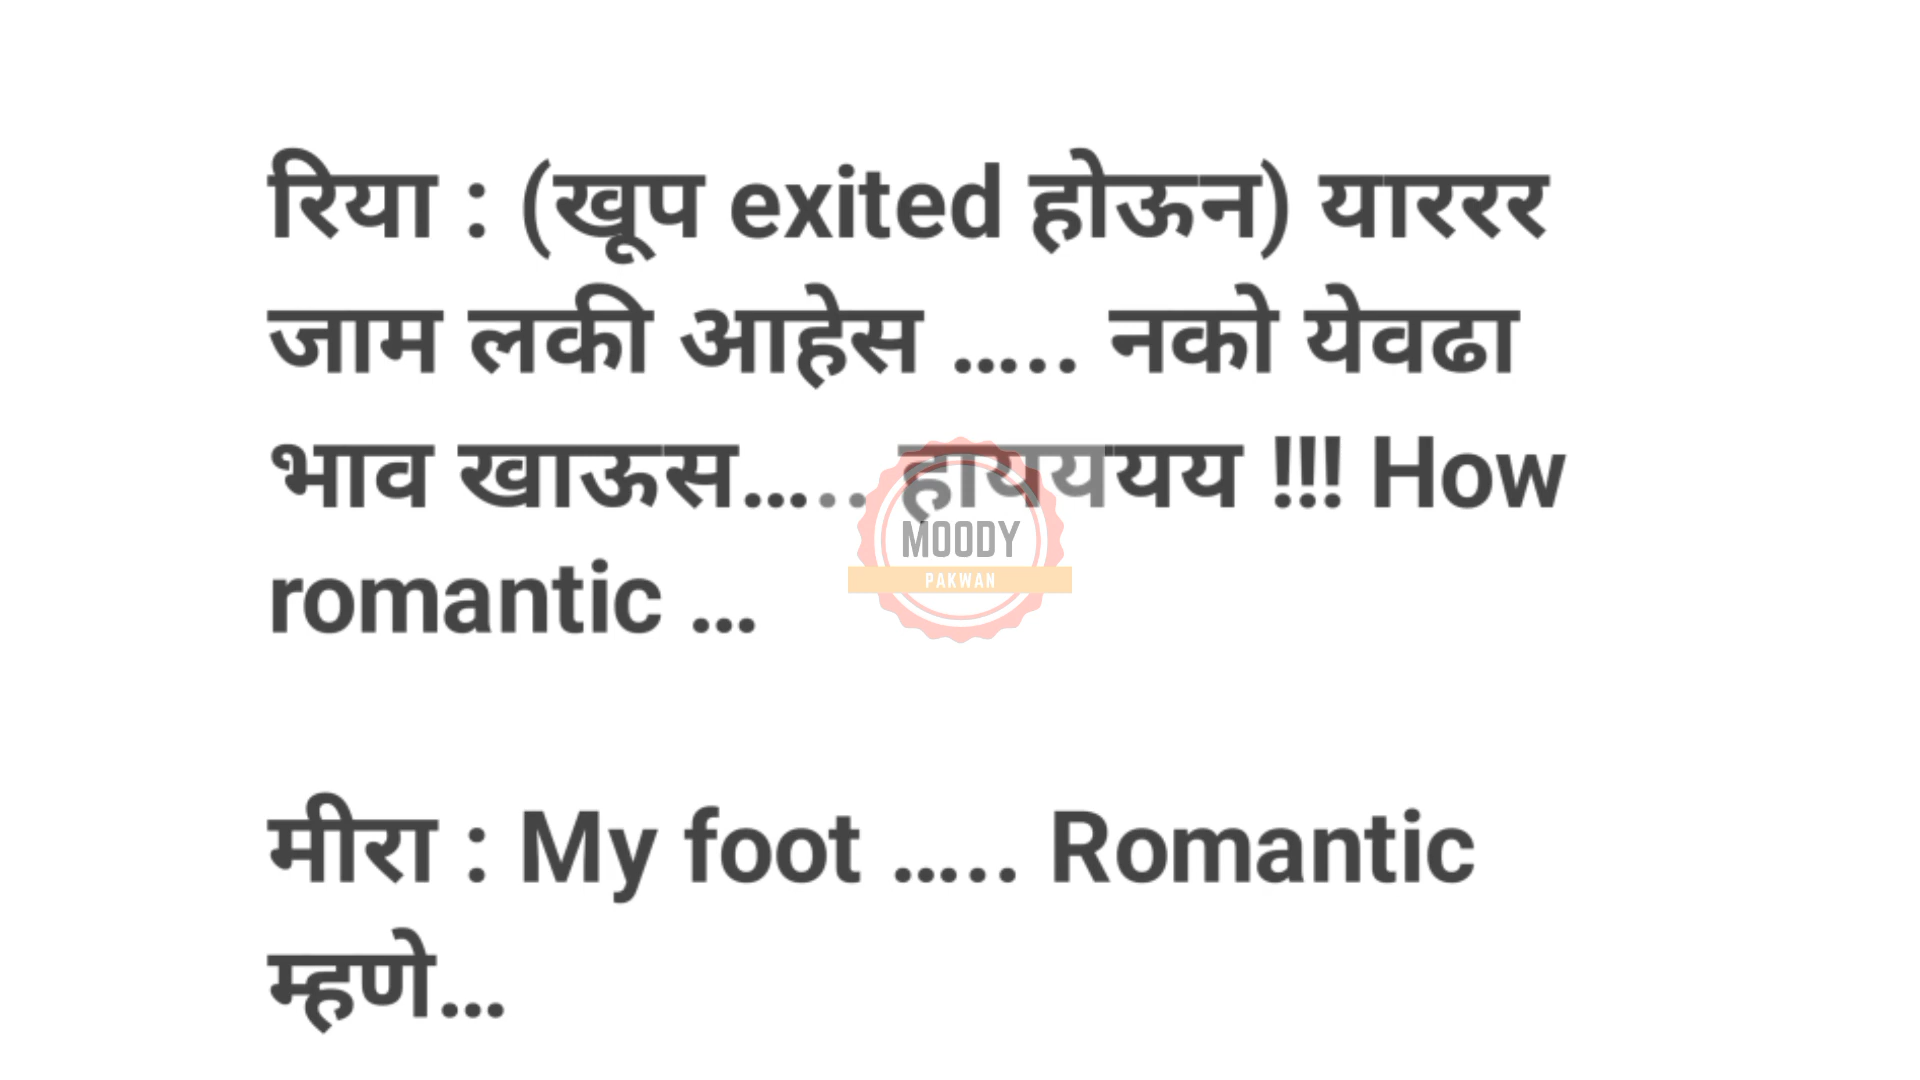 रिया : (खूप exited होऊन) याररर
जाम लकी आहेस ….. नको येवढा
भाव खाऊस….. हायययय !!! How
romantic …
MOODY
PAKWAN
मीरा : My foot ….. Romantic
म्हणे…